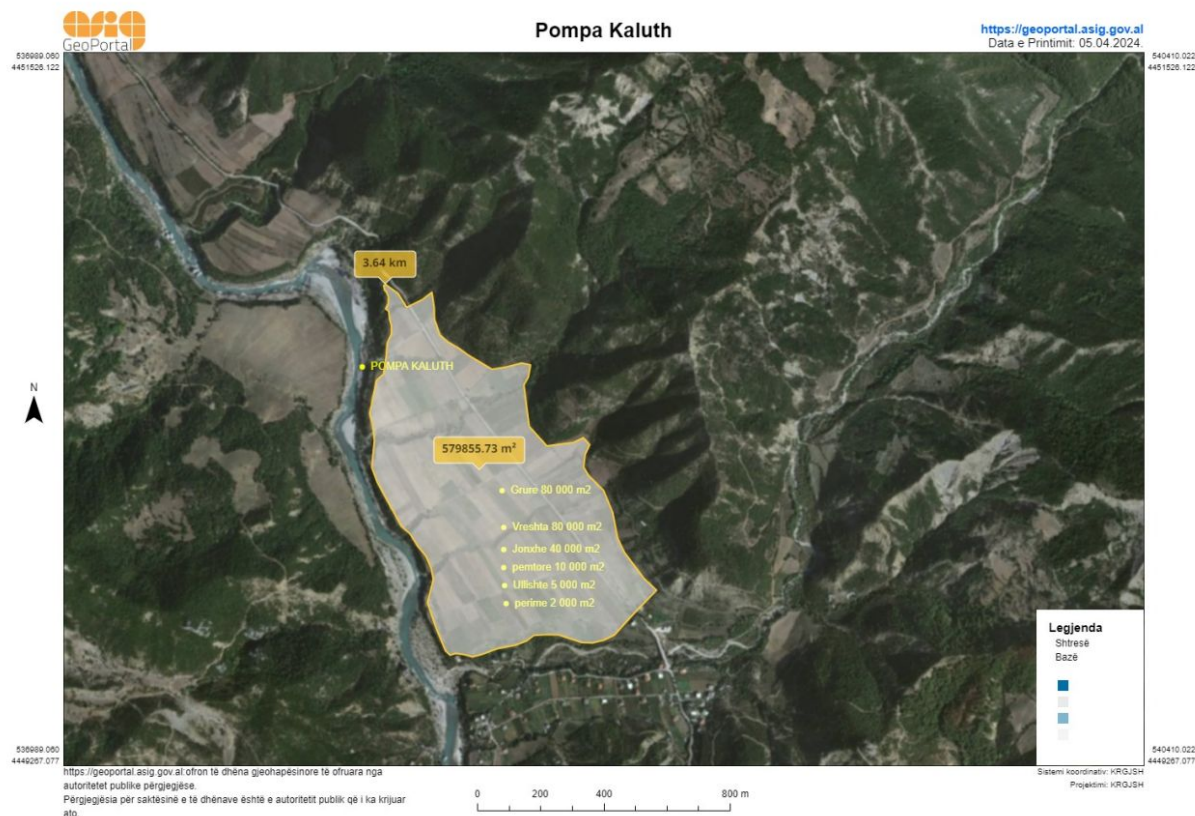 asig
GeoPortal
Pompa Kaluth
https://geoportal.asig.gov.al
Data e Printimit: 05.04.2024.
536989.060
4451526.122
540410.022
4451526.122
3.64 km
POMPA KALUTH
N
579855.73 m²
Grure 80 000 m2
Vreshta 80 000 m2
Jonxhe 40 000 m2
pemtore 10 000 m2
Ullishte 5 000 m2
perime 2 000 m2
Legjenda
Shtresë
Bazë
536989.060
4449267.077
540410.022
4449267.077
https://geoportal.asig.gov.al ofron të dhëna gjeohapësinore të ofruara nga
autoritetet publike përgjegjëse.
Përgjegjësia për saktësinë e të dhënave është e autoritetit publik që i ka krijuar
ato.
Sistemi koordinativ: KRGJSH
Projektimi: KRGJSH
0 200 400 800 m